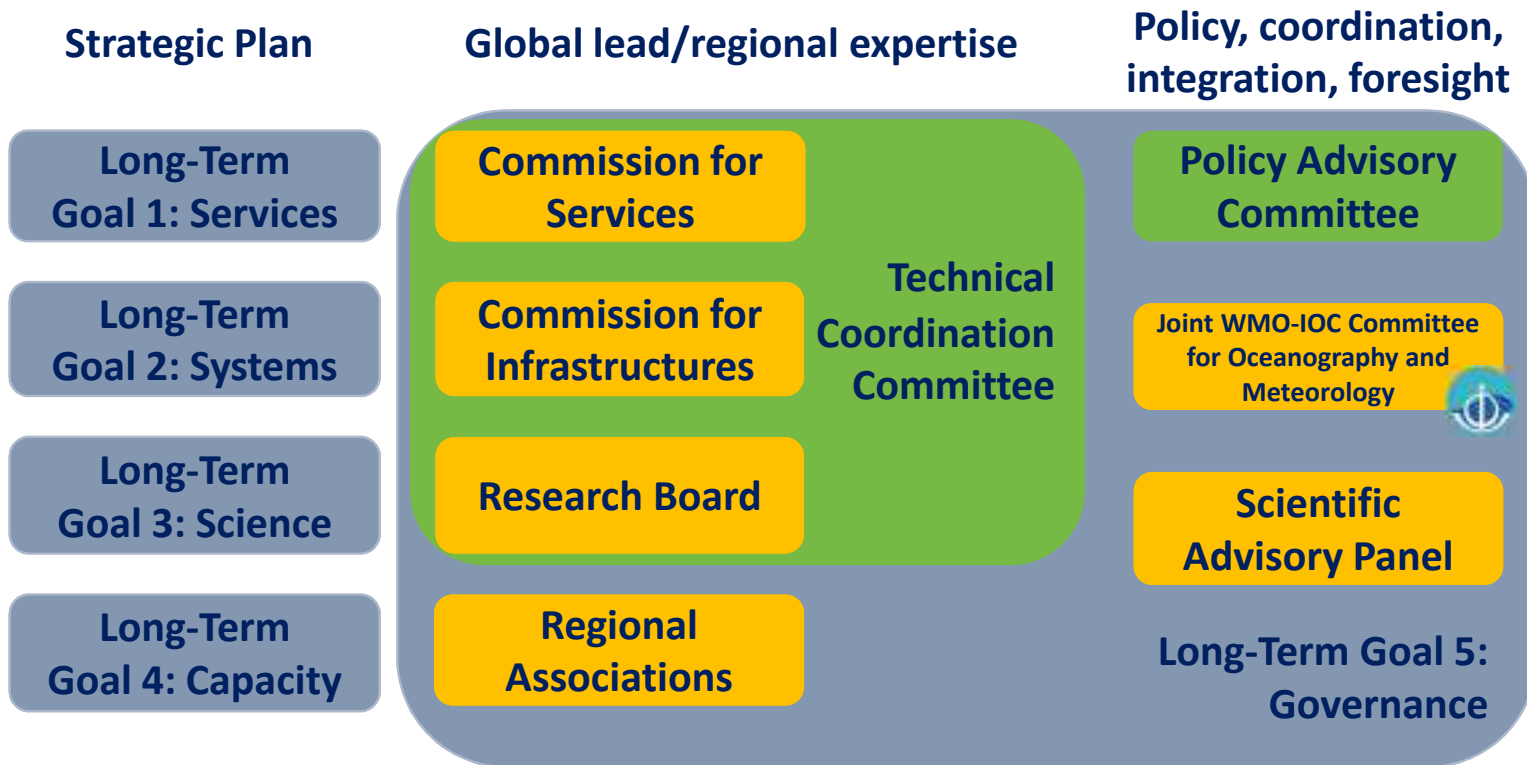 Strategic Plan
Global lead/regional expertise
Policy, coordination,
integration, foresight
Long-Term
Goal 1: Services
Commission for
Services
Policy Advisory
Committee
Long-Term
Goal 2: Systems
Commission for
Infrastructures
Technical
Coordination
Committee
Joint WMO-IOC Committee
for Oceanography and
Meteorology
Long-Term
Goal 3: Science
Research Board
Scientific
Advisory Panel
Long-Term
Goal 4: Capacity
Regional
Associations
Long-Term Goal 5:
Governance